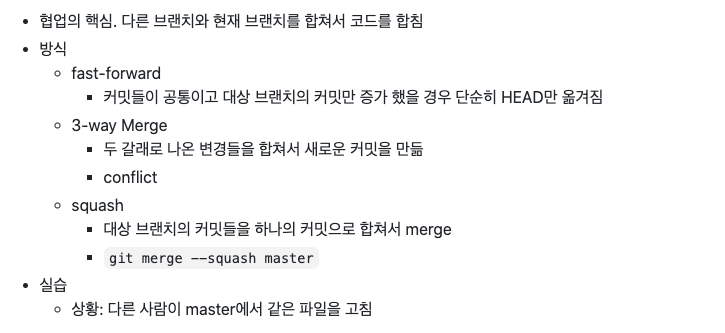 협업의 핵심. 다른 브랜치와 현재 브랜치를 합쳐서 코드를 합침
방식
fast-forward
커밋들이 공통이고 대상 브랜치의 커밋만 증가 했을 경우 단순히 HEAD만 옮겨짐
3-way Merge
두 갈래로 나온 변경들을 합쳐서 새로운 커밋을 만듦
conflict
squash
대상 브랜치의 커밋들을 하나의 커밋으로 합쳐서 merge
git merge --squash master
실습
상황: 다른 사람이 master에서 같은 파일을 고침